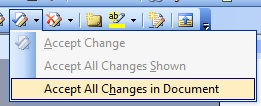 Accept Change
Accept All Changes Shown
Accept All Changes in Document